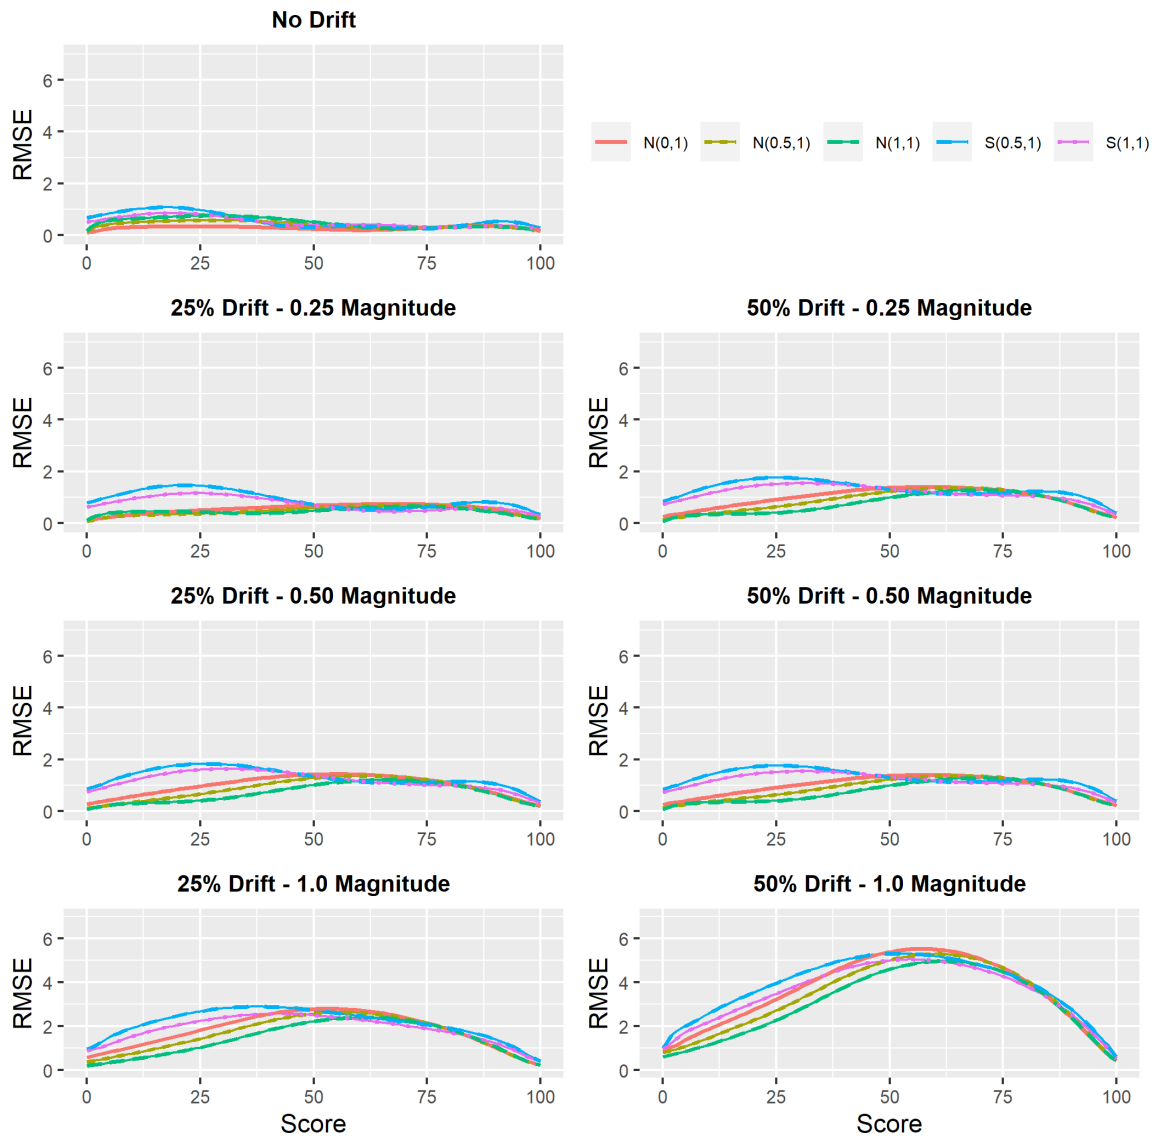 No Drift
RMSE
6
4
2
0
0 25 50 75 100
N(0,1) N(0.5,1) N(1,1) S(0.5,1) S(1,1)
25% Drift - 0.25 Magnitude
RMSE
6
4
2
0
0 25 50 75 100
50% Drift - 0.25 Magnitude
RMSE
6
4
2
0
0 25 50 75 100
25% Drift - 0.50 Magnitude
RMSE
6
4
2
0
0 25 50 75 100
50% Drift - 0.50 Magnitude
RMSE
6
4
2
0
0 25 50 75 100
25% Drift - 1.0 Magnitude
RMSE
6
4
2
0
0 25 50 75 100
Score
50% Drift - 1.0 Magnitude
RMSE
6
4
2
0
0 25 50 75 100
Score